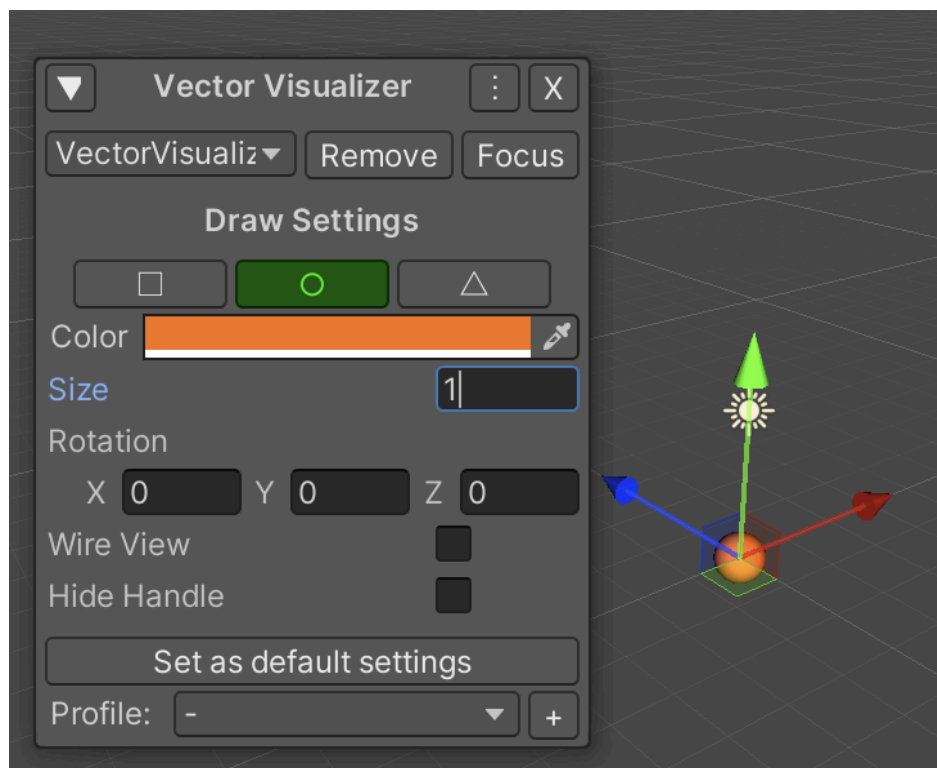 Vector Visualizer ⋮ X
VectorVisualiz Remove Focus
Draw Settings
Color
Size 1
Rotation
X 0 Y 0 Z 0
Wire View
Hide Handle
Set as default settings
Profile: - +